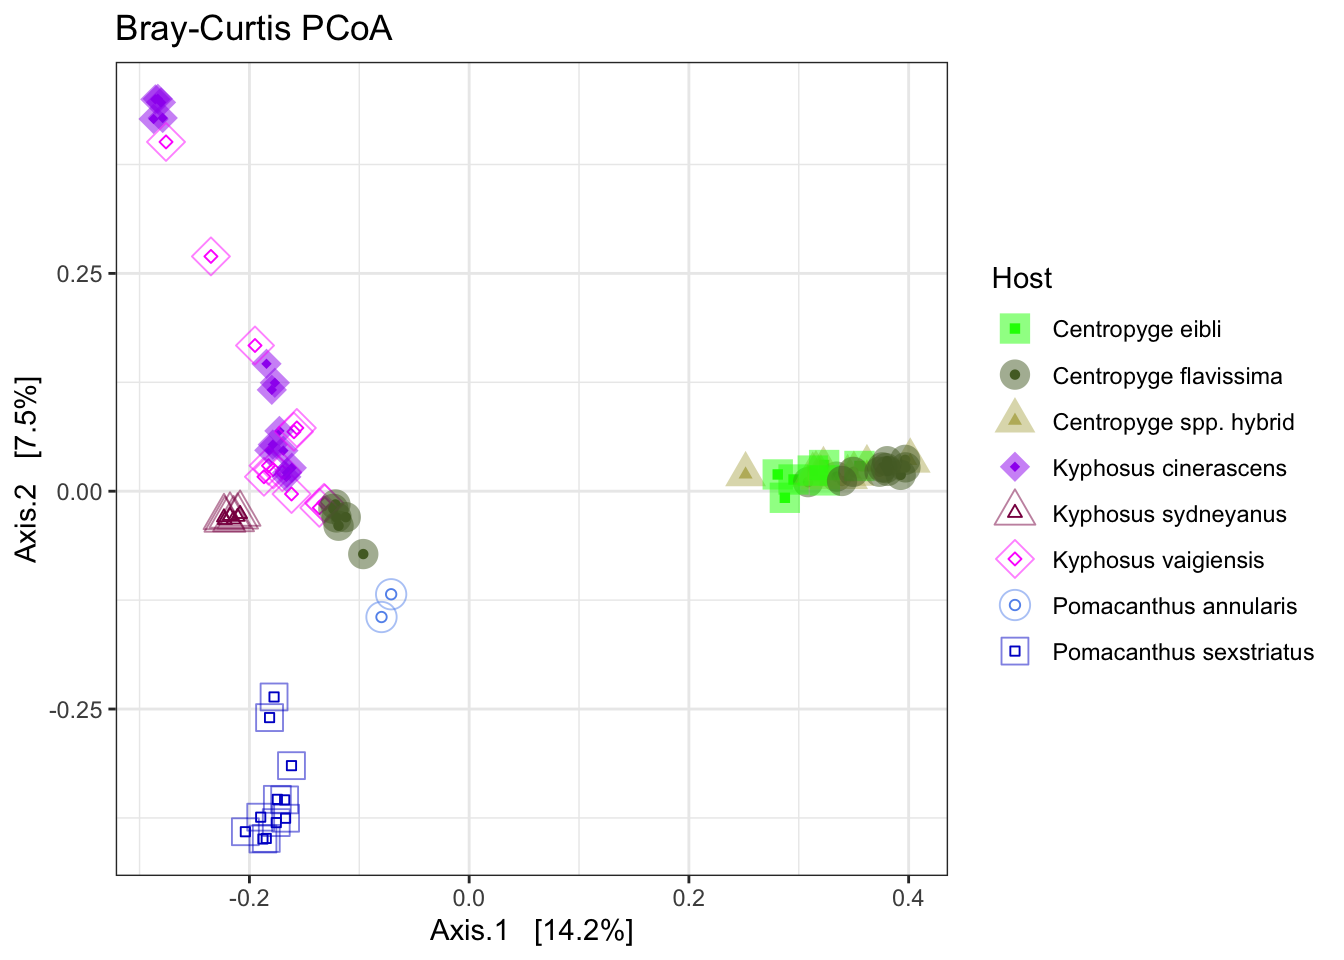 Bray-Curtis PCoA
0.25
0.00
-0.25
Axis.2 [7.5%]
-0.2
0.0
0.2
0.4
Axis.1 [14.2%]
Host
Centropyge eibli
Centropyge flavissima
Centropyge spp. hybrid
Kyphosus cinerascens
Kyphosus sydneyanus
Kyphosus vaigiensis
Pomacanthus annularis
Pomacanthus sexstriatus